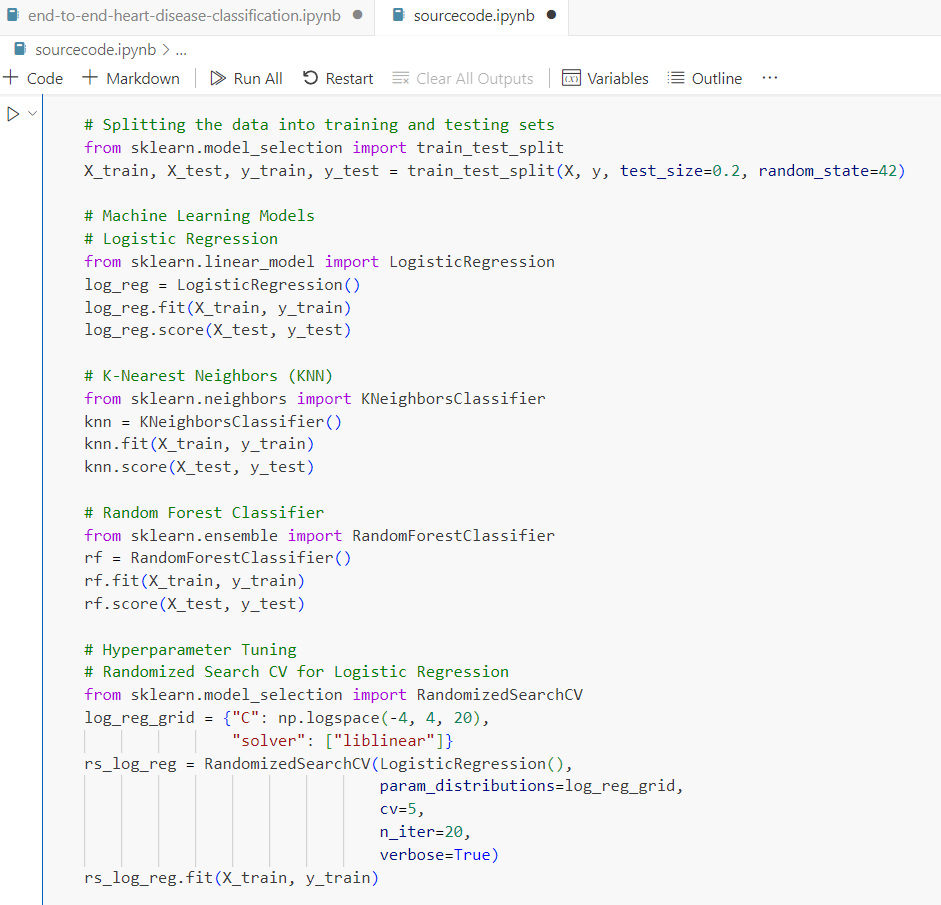 end-to-end-heart-disease-classification.ipynb ● sourcecode.ipynb ●
sourcecode.ipynb > ...
+ Code + Markdown Run All Restart Clear All Outputs Variables Outline ...
# Splitting the data into training and testing sets
from sklearn.model_selection import train_test_split
X_train, X_test, y_train, y_test = train_test_split(X, y, test_size=0.2, random_state=42)

# Machine Learning Models
# Logistic Regression
from sklearn.linear_model import LogisticRegression
log_reg = LogisticRegression()
log_reg.fit(X_train, y_train)
log_reg.score(X_test, y_test)

# K-Nearest Neighbors (KNN)
from sklearn.neighbors import KNeighborsClassifier
knn = KNeighborsClassifier()
knn.fit(X_train, y_train)
knn.score(X_test, y_test)

# Random Forest Classifier
from sklearn.ensemble import RandomForestClassifier
rf = RandomForestClassifier()
rf.fit(X_train, y_train)
rf.score(X_test, y_test)

# Hyperparameter Tuning
# Randomized Search CV for Logistic Regression
from sklearn.model_selection import RandomizedSearchCV
log_reg_grid = {"C": np.logspace(-4, 4, 20),
                "solver": ["liblinear"]}
rs_log_reg = RandomizedSearchCV(LogisticRegression(),
                                param_distributions=log_reg_grid,
                                cv=5,
                                n_iter=20,
                                verbose=True)
rs_log_reg.fit(X_train, y_train)